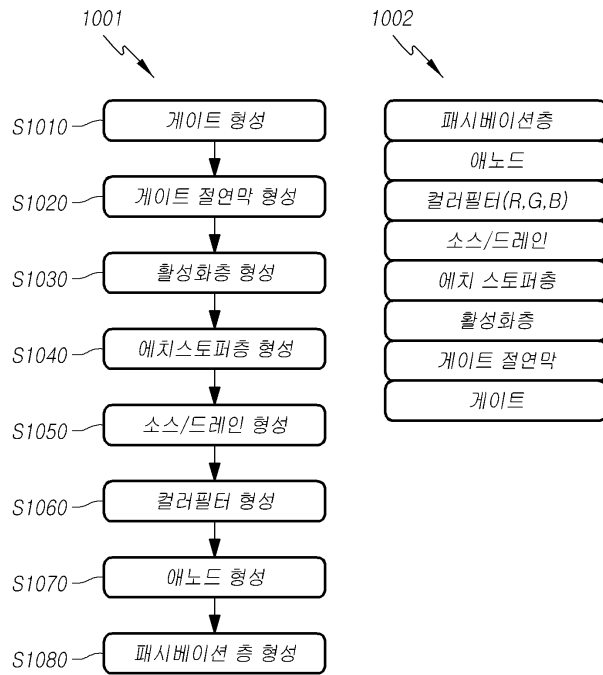 1001
S1010
게이트 형성
S1020
게이트 절연막 형성
S1030
활성화층 형성
S1040
에치스토퍼층 형성
S1050
소스/드레인 형성
S1060
컬러필터 형성
S1070
애노드 형성
S1080
패시베이션 층 형성
1002
패시베이션층
애노드
컬러필터(R,G,B)
소스/드레인
에치 스토퍼층
활성화층
게이트 절연막
게이트